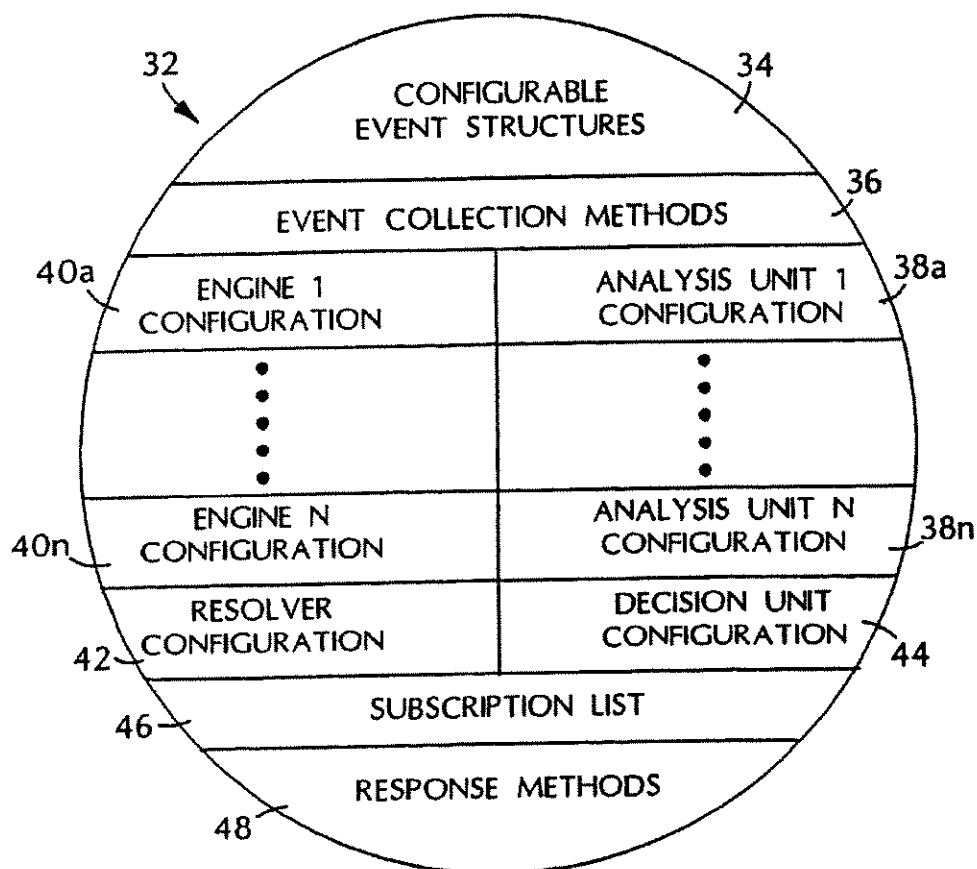 32
34
CONFIGURABLE
EVENT STRUCTURES
36
EVENT COLLECTION METHODS
40a
38a
ENGINE 1
CONFIGURATION
ANALYSIS UNIT 1
CONFIGURATION
ENGINE N
CONFIGURATION
ANALYSIS UNIT N
CONFIGURATION
40n
38n
RESOLVER
CONFIGURATION
DECISION UNIT
CONFIGURATION
42
44
SUBSCRIPTION LIST
46
RESPONSE METHODS
48